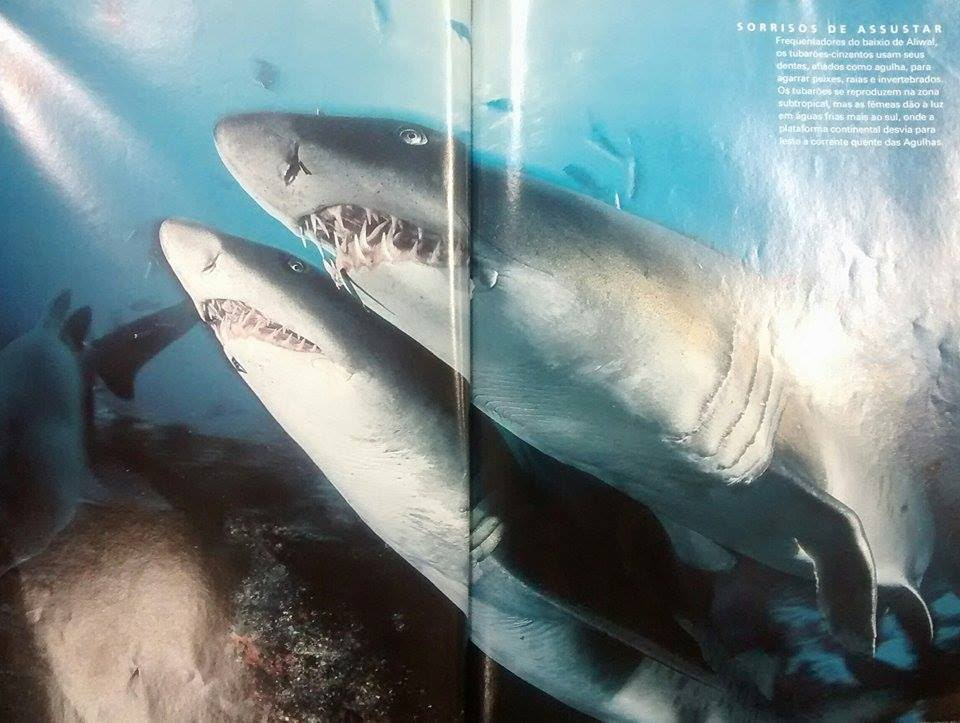 SORRISOS DE ASSUSTAR
Freqüentadores do baixio de Aliwal,
os tubarões-cinzentos usam seus
dentes, afiados como agulha, para
agarrar peixes, raias e invertebrados.
Os tubarões se reproduzem na zona
subtropical, mas as fêmeas dão à luz
em águas frias mais ao sul, onde a
plataforma continental desvia para
leste a corrente quente das Agulhas.